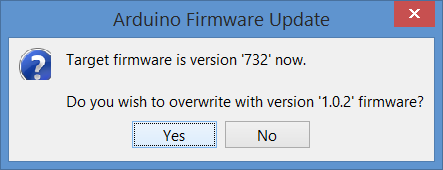 Arduino Firmware Update
Target firmware is version '732' now.
Do you wish to overwrite with version '1.0.2' firmware?
Yes
No